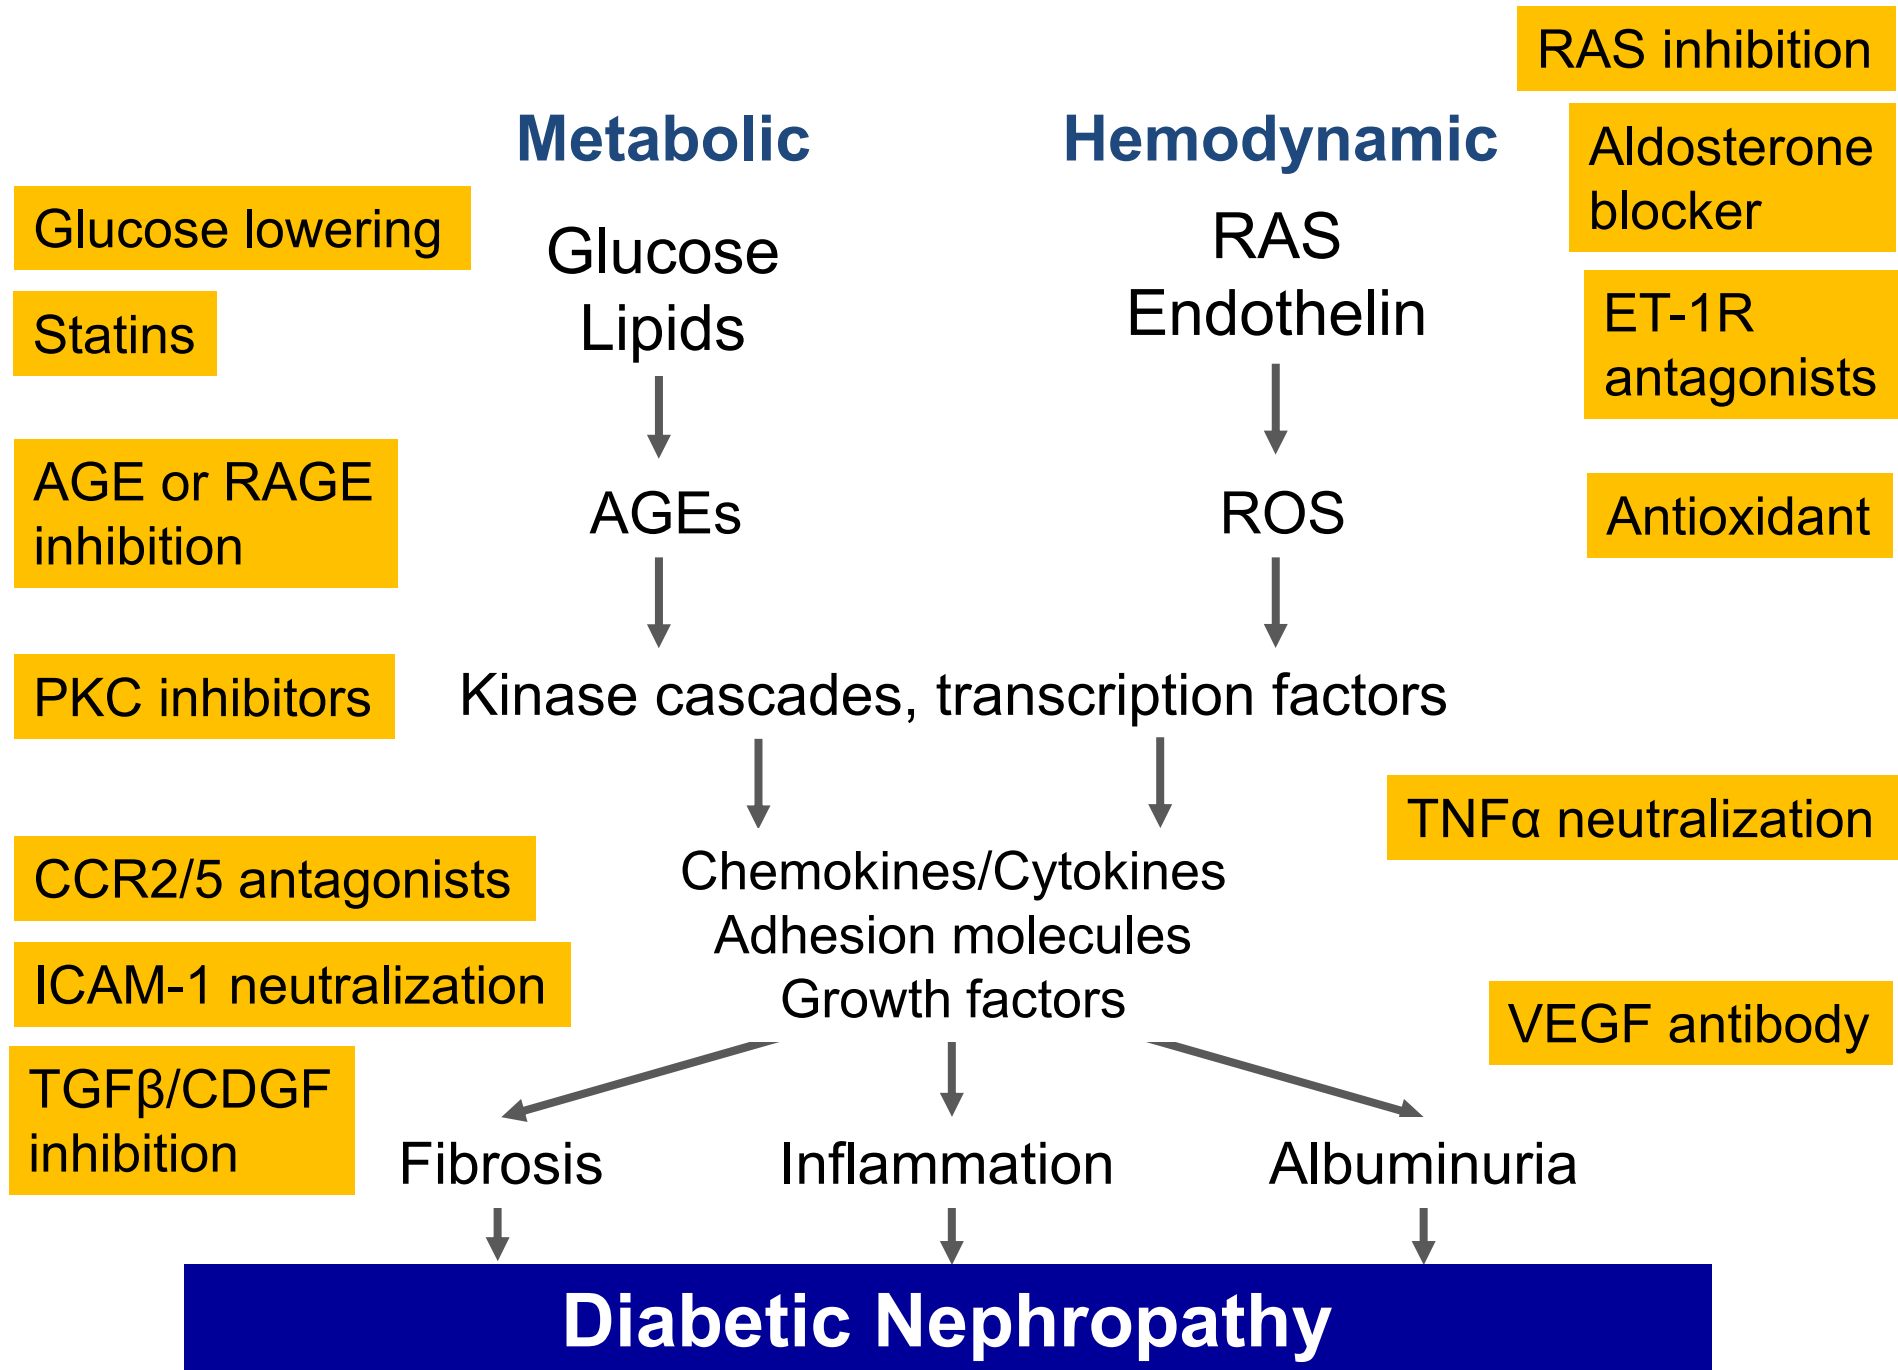 RAS inhibition
Metabolic
Hemodynamic
Aldosterone
blocker
Glucose lowering
Glucose
Lipids
RAS
Endothelin
Statins
ET-1R
antagonists
AGE or RAGE
inhibition
AGEs
ROS
Antioxidant
PKC inhibitors
Kinase cascades, transcription factors
TNFα neutralization
CCR2/5 antagonists
Chemokines/Cytokines
Adhesion molecules
Growth factors
ICAM-1 neutralization
VEGF antibody
TGFβ/CDGF
inhibition
Fibrosis
Inflammation
Albuminuria
Diabetic Nephropathy